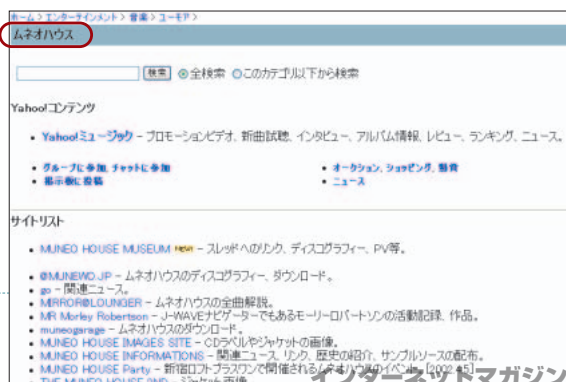 ホーム > エンターテインメント > 音楽 > ユーモア >
ムネオハウス
検索 全検索 このカテゴリ以下から検索
Yahoo!コンテンツ
• Yahoo!ミュージック - プロモーションビデオ、新曲試聴、インタビュー、アルバム情報、レビュー、ランキング、ニュース。
• グループに参加, チャットに参加
• 掲示板に投稿
• オークション, ショッピング, 懸賞
• ニュース
サイトリスト
• MUNEO HOUSE MUSEUM NEW! - スレッドへのリンク、ディスコグラフィー、PV等。
• @MUNEWO.JP - ムネオハウスのディスコグラフィー、ダウンロード。
• go - 関連ニュース。
• MIRROR@LOUNGER - ムネオハウスの全曲解説。
• MR Morley Robertson - J-WAVEナビゲーターでもあるモーリーロバートソンの活動記録、作品。
• muneogarage - ムネオハウスのダウンロード。
• MUNEO HOUSE IMAGES SITE - CDラベルやジャケットの画像。
• MUNEO HOUSE INFORMATIONS - 関連ニュース、リンク、歴史の紹介、サンプルソースの配布。
• MUNEO HOUSE Party - 新宿ロフトプラスワンで開催されるムネオハウスのイベント。[2002.4.5]
• THE MUNEO HOUSE 2ND - ジャケット画像
インターネットマガジン